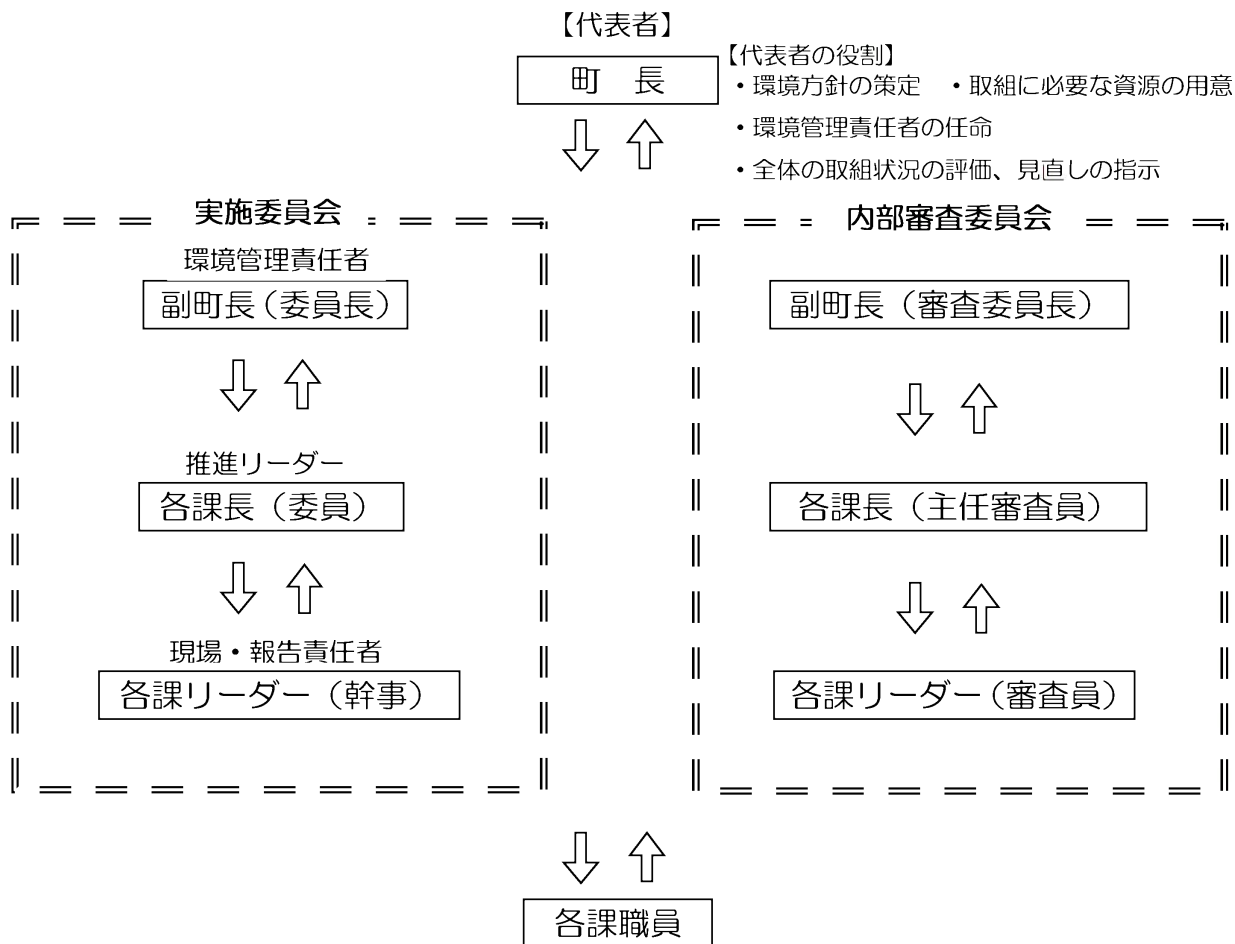 【代表者】
町　長
【代表者の役割】
・環境方針の策定　・取組に必要な資源の用意
・環境管理責任者の任命
・全体の取組状況の評価、見直しの指示
実施委員会
環境管理責任者
副町長（委員長）
推進リーダー
各課長（委員）
現場・報告責任者
各課リーダー（幹事）
内部審査委員会
副町長（審査委員長）
各課長（主任審査員）
各課リーダー（審査員）
各課職員